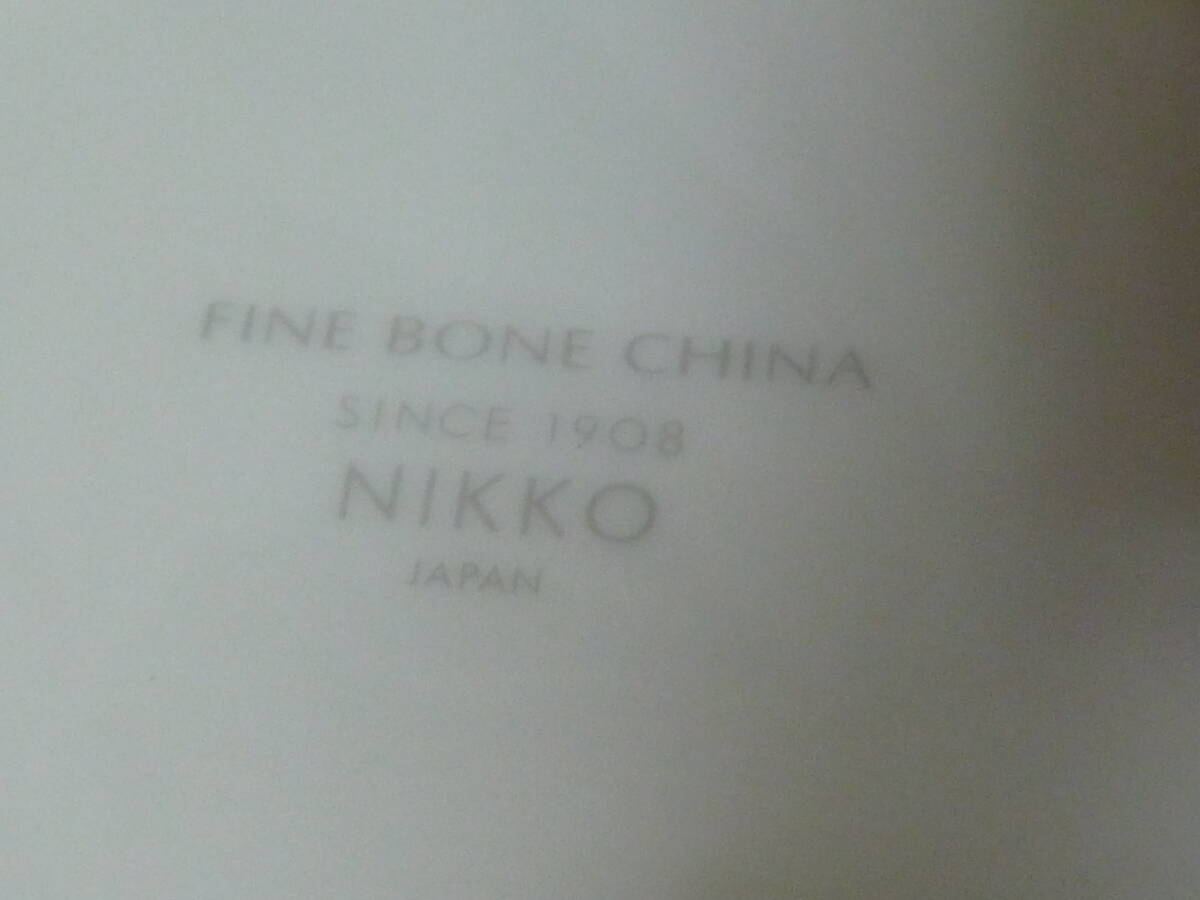 FINE BONE CHINA
SINCE 1908
NIKKO
JAPAN